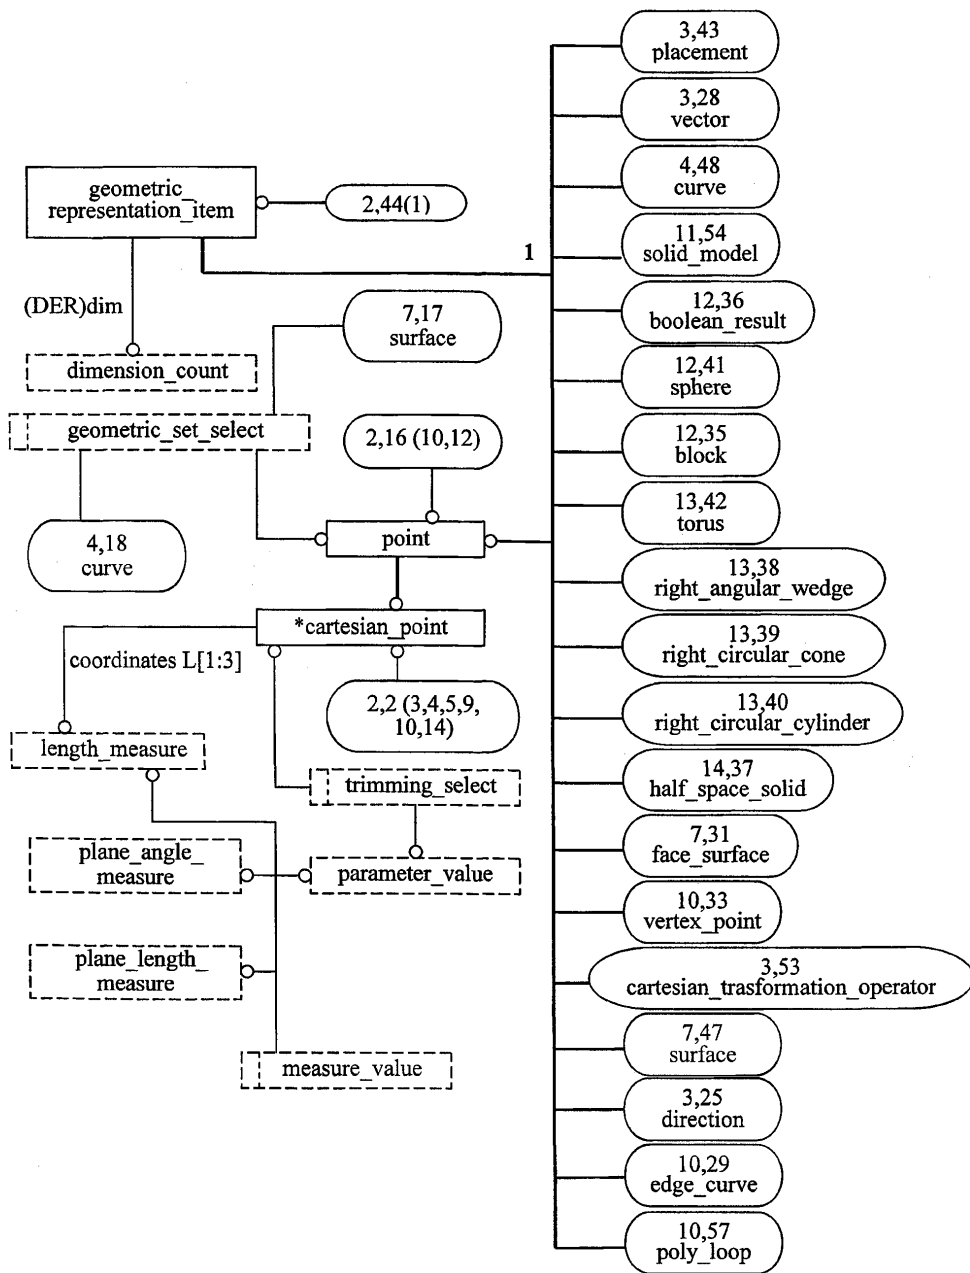 3,43
placement
3,28
vector
4,48
curve
11,54
solid_model
12,36
boolean_result
12,41
sphere
12,35
block
13,42
torus
13,38
right_angular_wedge
13,39
right_circular_cone
13,40
right_circular_cylinder
14,37
half_space_solid
7,31
face_surface
10,33
vertex_point
3,53
cartesian_trasformation_operator
7,47
surface
3,25
direction
10,29
edge_curve
10,57
poly_loop
1
geometric_
representation_item
2,44(1)
(DER)dim
dimension_count
7,17
surface
geometric_set_select
2,16 (10,12)
4,18
curve
point
*cartesian_point
coordinates L[1:3]
2,2 (3,4,5,9,
10,14)
length_measure
trimming_select
plane_angle_
measure
parameter_value
plane_length_
measure
measure_value